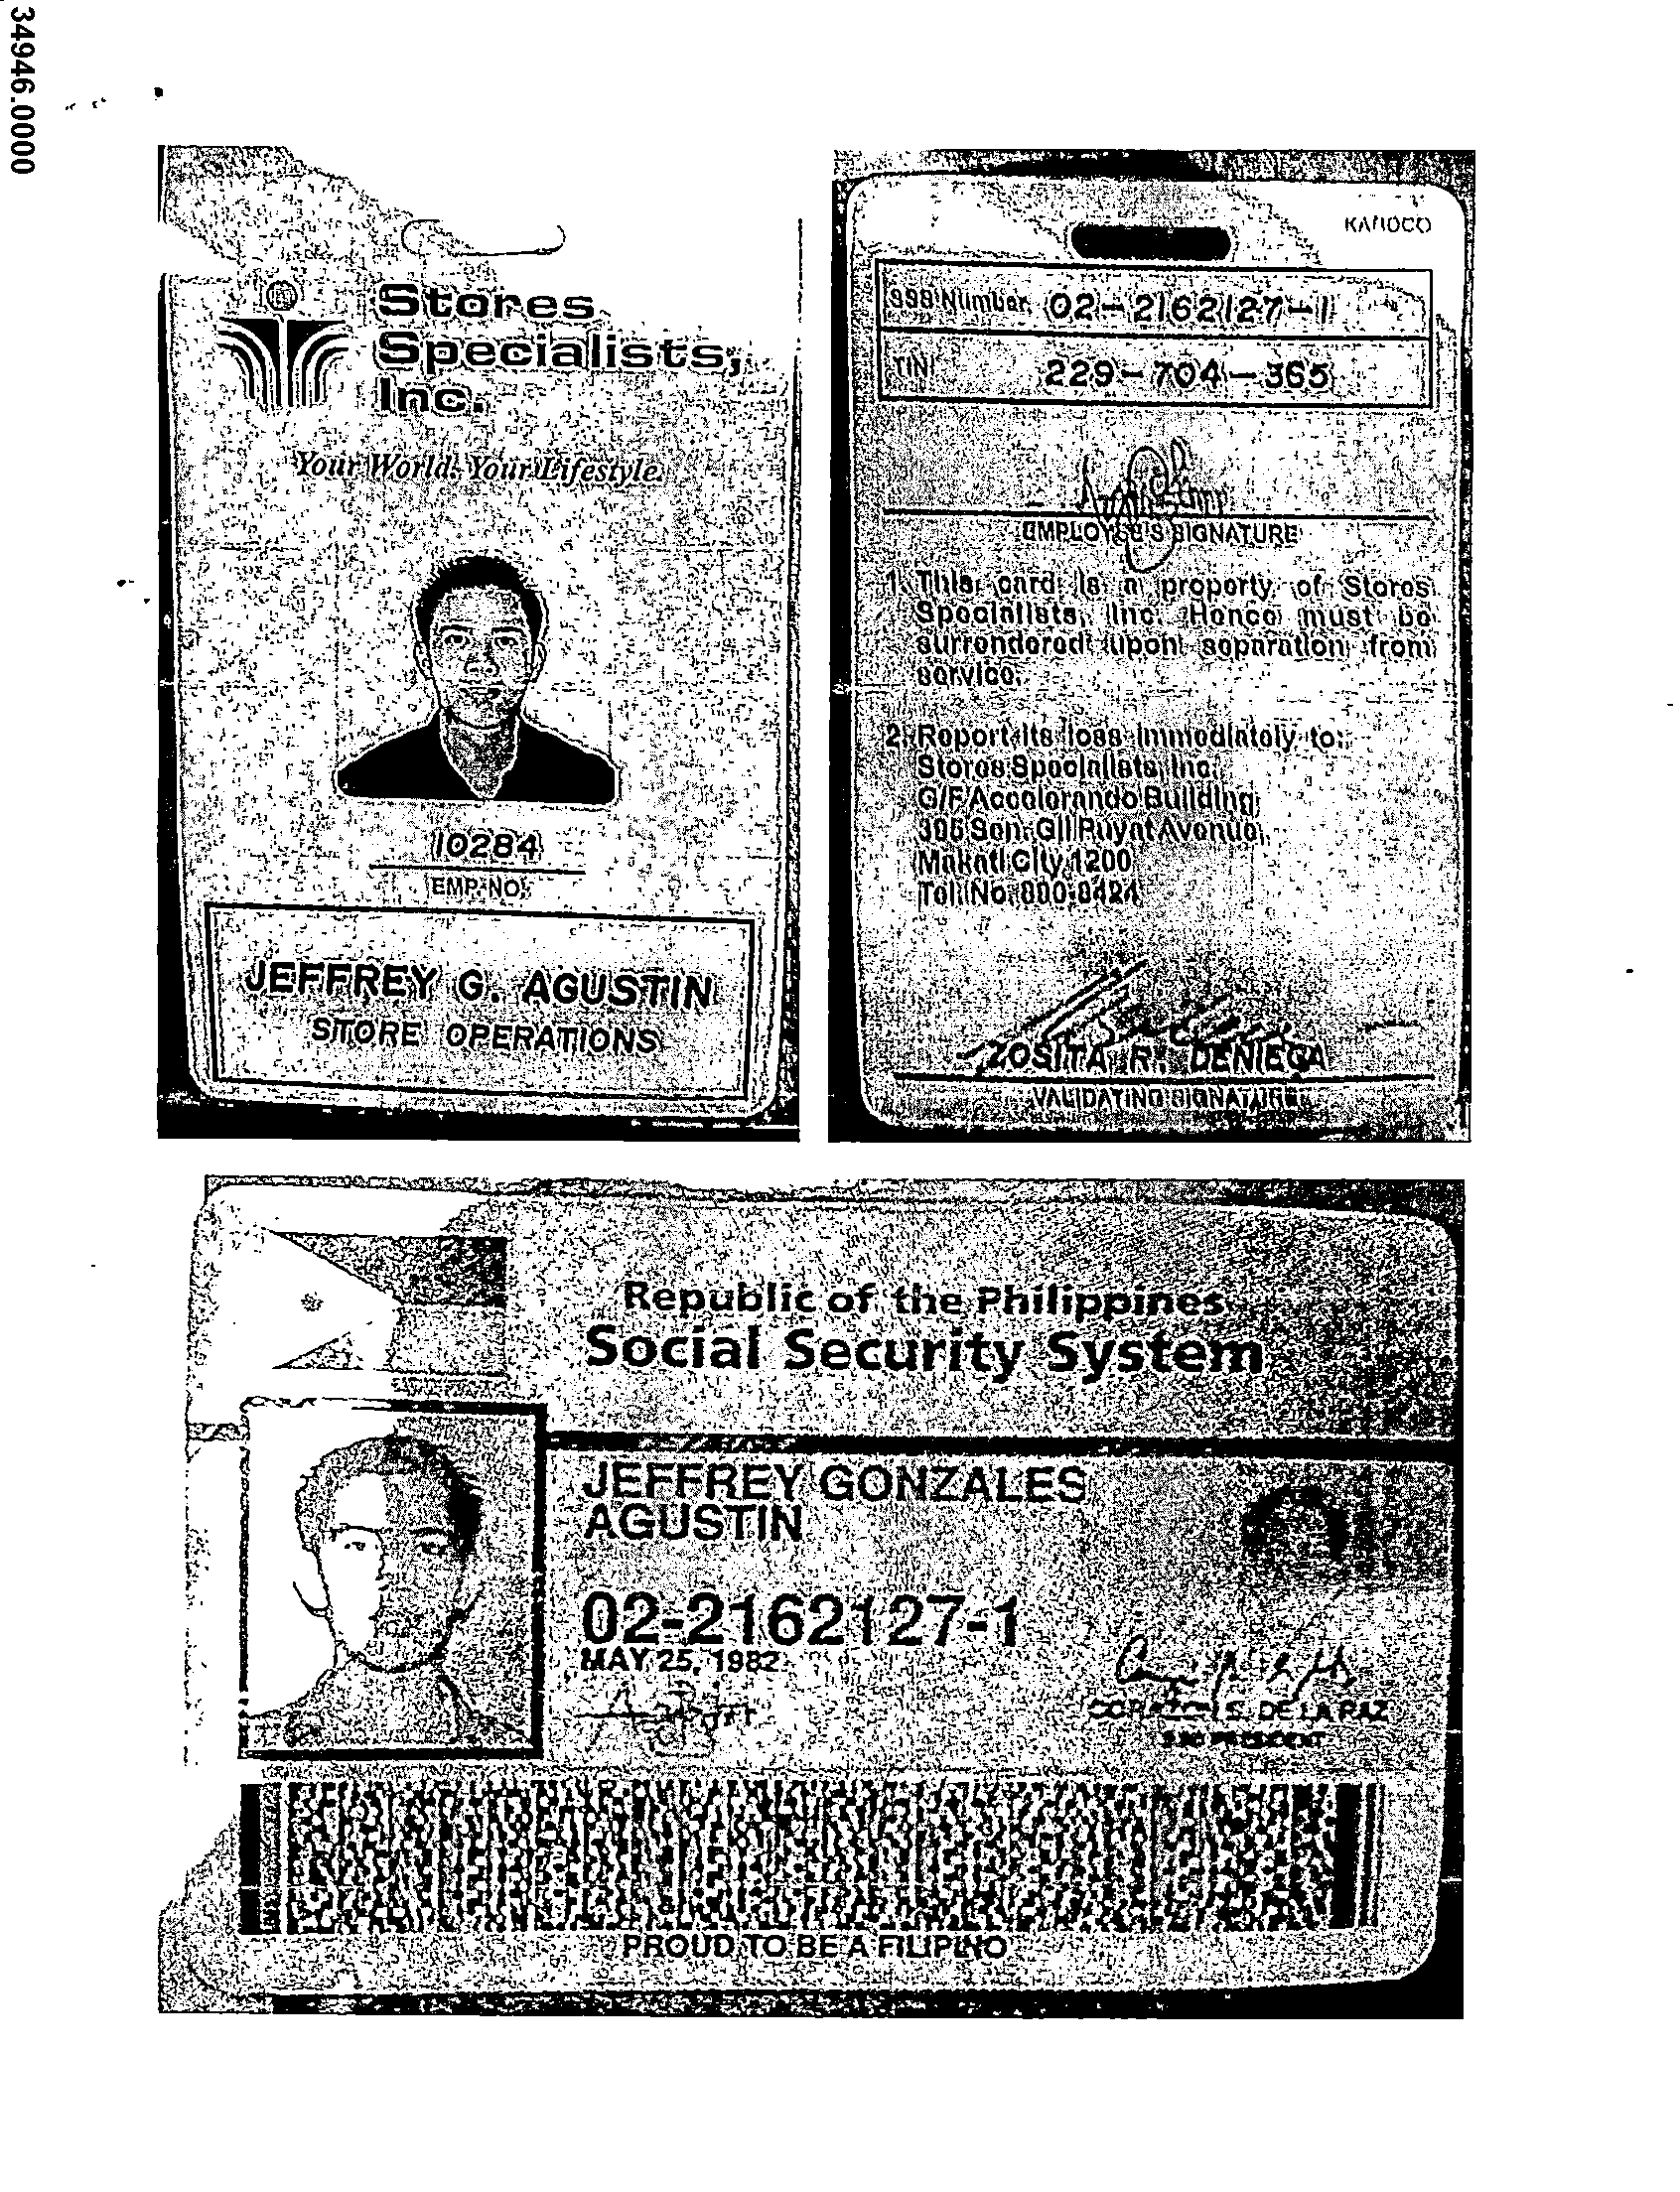 34946.0000
Stores
Specialists,
Inc.
Your World. Your Lifestyle.
10284
EMP. NO.
JEFFREY G. AGUSTIN
STORE OPERATIONS
SSS Number 02-2162127-1
TIN 229-704-365
EMPLOYEE'S SIGNATURE
1. This card is a property of Stores
Specialists, Inc. Hence must be
surrendered upon separation from
service.
2. Report its loss immediately to:
Stores Specialists, Inc.
G/F Accelerando Building
Sen. Gil Puyat Avenue,
Makati City 1200
Tel. No.
ZOSITA R. DENIEGA
VALIDATING SIGNATURE
Republic of the Philippines
Social Security System
JEFFREY GONZALES
AGUSTIN
02-2162127-1
MAY 25, 1982
CORAZON S. DE LA PAZ
SSS PRESIDENT
PROUD TO BE A FILIPINO